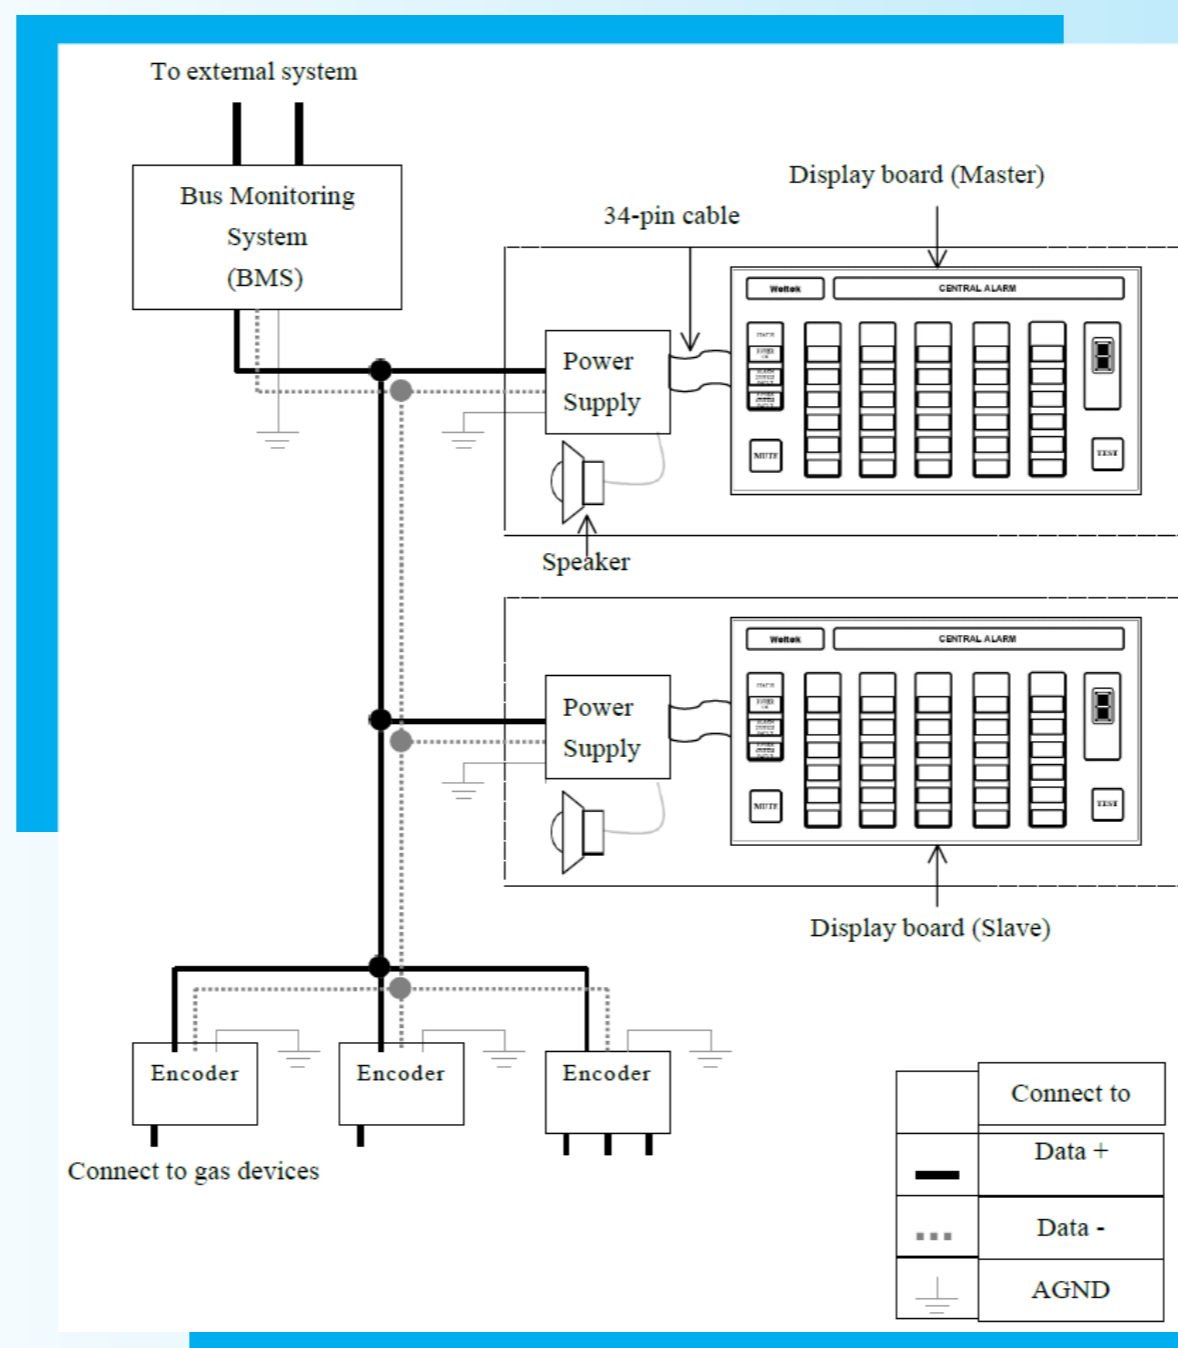 To external system
Bus Monitoring
System
(BMS)
Display board (Master)
34-pin cable
Power
Supply
Weltek
CENTRAL ALARM
MUTE
TEST
Speaker
Power
Supply
Weltek
CENTRAL ALARM
MUTE
TEST
Display board (Slave)
Encoder
Encoder
Encoder
Connect to gas devices
Connect to
Data +
Data -
AGND